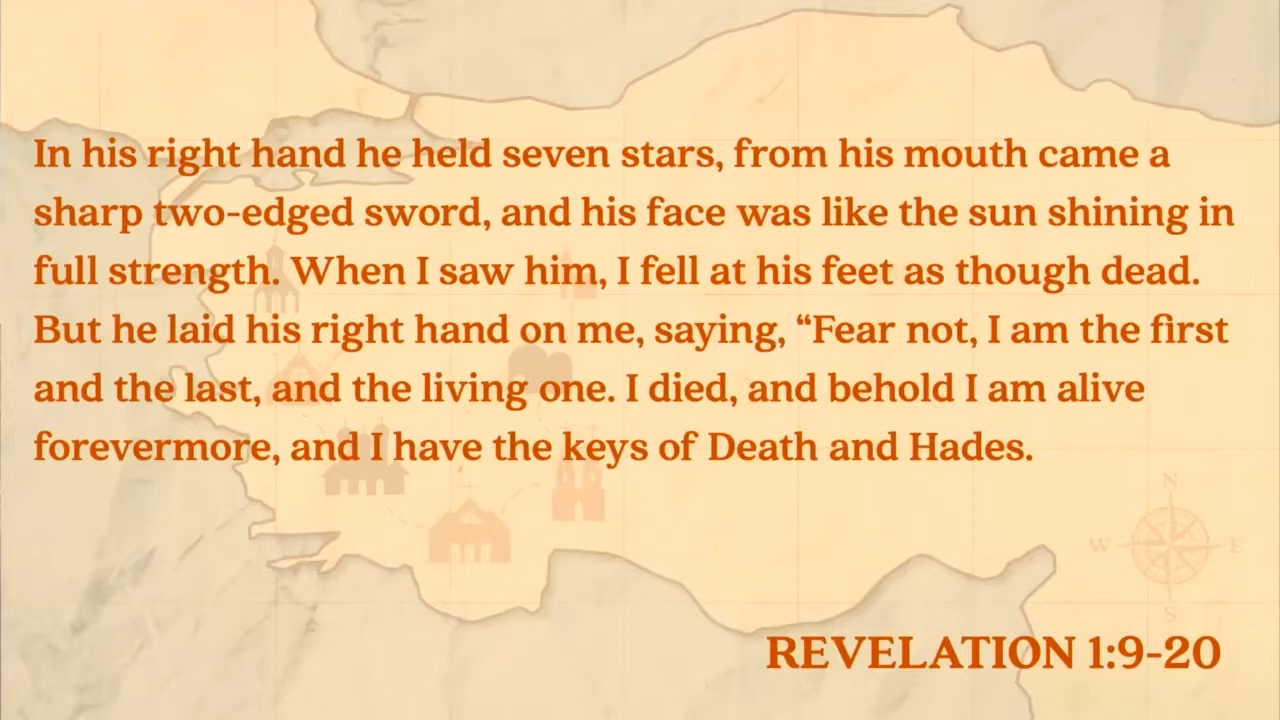 In his right hand he held seven stars, from his mouth came a
sharp two-edged sword, and his face was like the sun shining in
full strength. When I saw him, I fell at his feet as though dead.
But he laid his right hand on me, saying, “Fear not, I am the first
and the last, and the living one. I died, and behold I am alive
forevermore, and I have the keys of Death and Hades.
N
W E
S
REVELATION 1:9-20